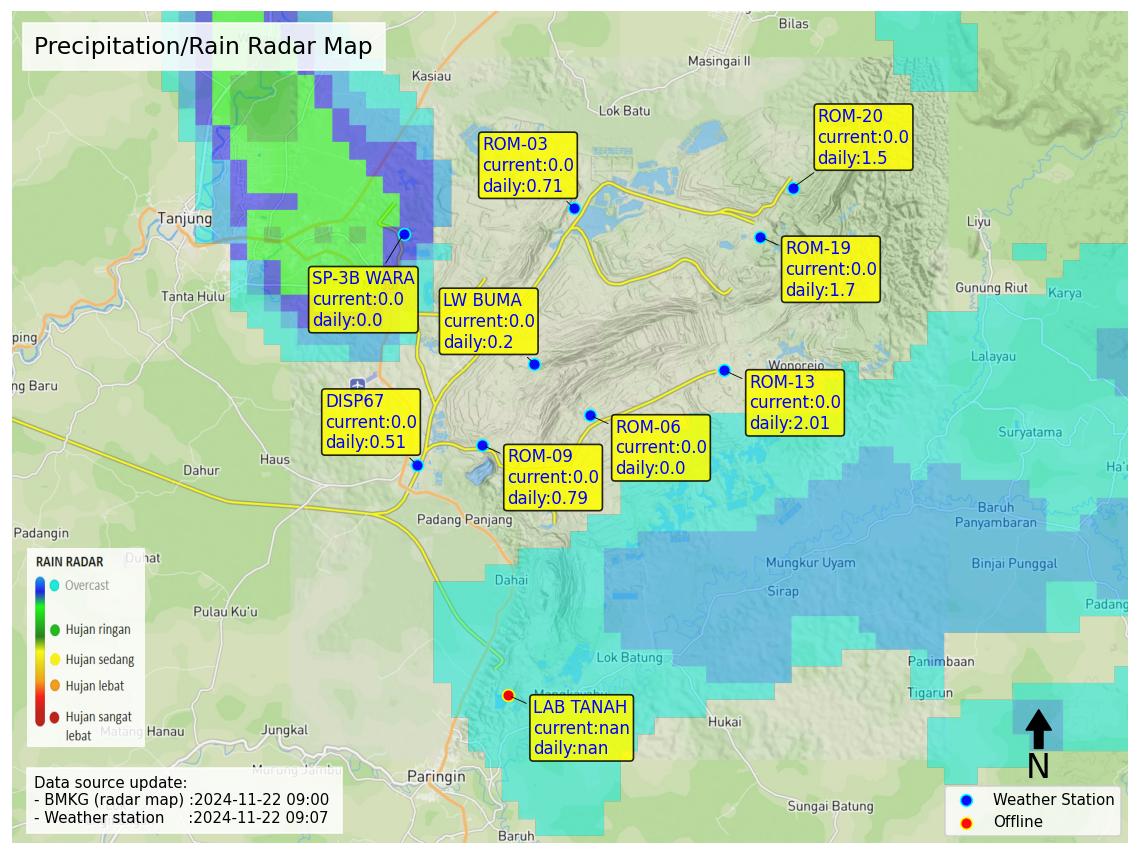 Precipitation/Rain Radar Map
Bilas
Masingai II
Kasiau
Lok Batu
ROM-20
current:0.0
daily:1.5
ROM-03
current:0.0
daily:0.71
Tanjung
Liyu
ROM-19
current:0.0
daily:1.7
SP-3B WARA
current:0.0
daily:0.0
Tanta Hulu
LW BUMA
current:0.0
daily:0.2
Gunung Riut
Karya
ping
Lalayau
Wonorejo
ng Baru
ROM-13
current:0.0
daily:2.01
DISP67
current:0.0
daily:0.51
ROM-06
current:0.0
daily:0.0
Suryatama
Haus
Dahur
ROM-09
current:0.0
daily:0.79
Ha'u
Baruh
Panyambaran
Padang Panjang
Padangin
Duhat
Mungkur Uyam
Binjai Punggal
Dahai
Sirap
Padang
Pulau Ku'u
RAIN RADAR
Overcast
Hujan ringan
Hujan sedang
Hujan lebat
Hujan sangat
lebat
Lok Batung
Panimbaan
Tigarun
LAB TANAH
current:nan
daily:nan
Hukai
Hanau
Jungkal
Murung Jambu
Paringin
N
Data source update:
- BMKG (radar map) :2024-11-22 09:00
- Weather station :2024-11-22 09:07
Sungai Batung
Baruh
Weather Station
Offline